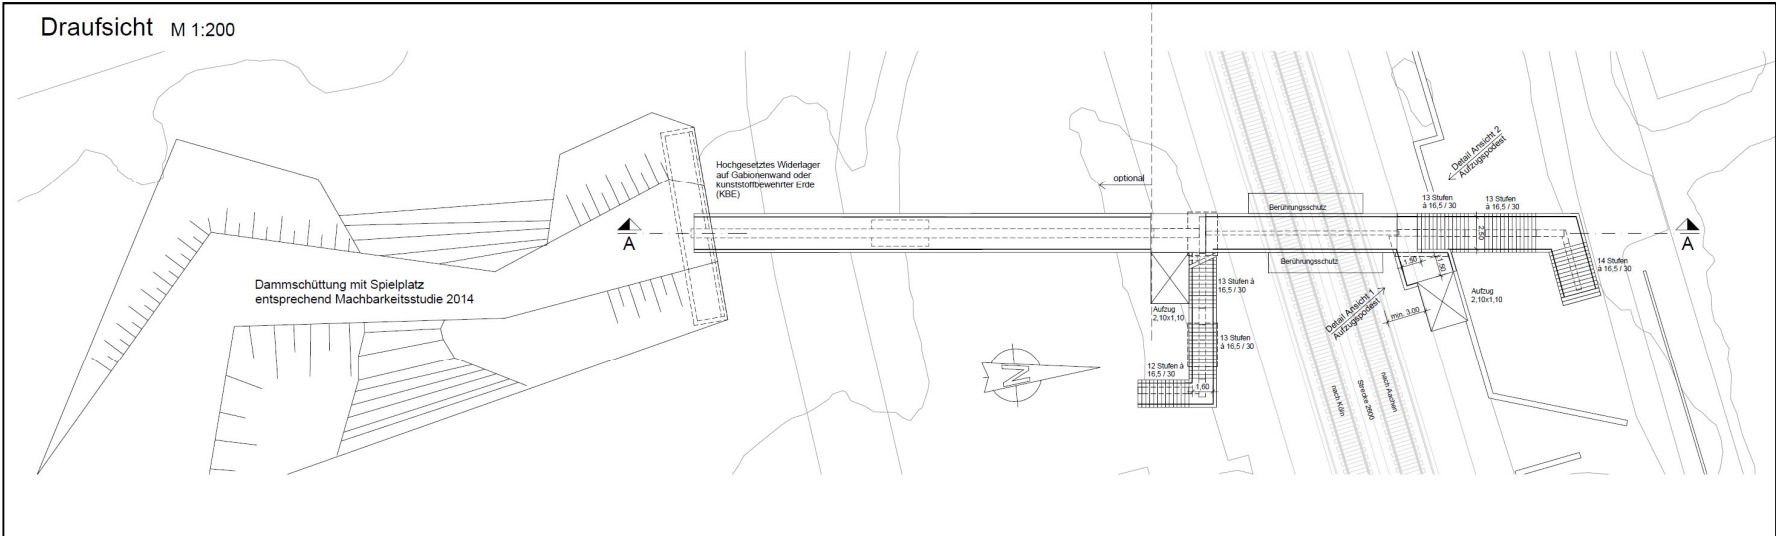 Draufsicht M 1:200
Hochgesetztes Widerlager
auf Gabionenwand oder
kunststoffbewehrter Erde
(KBE)
optional
Detail Ansicht 2
Aufzugspodest
13 Stufen
à 16,5 / 30
13 Stufen
à 16,5 / 30
Berührungsschutz
2,50
A
A
Berührungsschutz
1,50
1,50
14 Stufen
à 16,5 / 30
Dammschüttung mit Spielplatz
entsprechend Machbarkeitsstudie 2014
13 Stufen à
16,5 / 30
Aufzug
2,10x1,10
Aufzug
2,10x1,10
Detail Ansicht 1
Aufzugspodest
min. 3,00
13 Stufen
à 16,5 / 30
12 Stufen à
16,5 / 30
1,60
N
nach Köln
Strecke 2600
nach Aachen